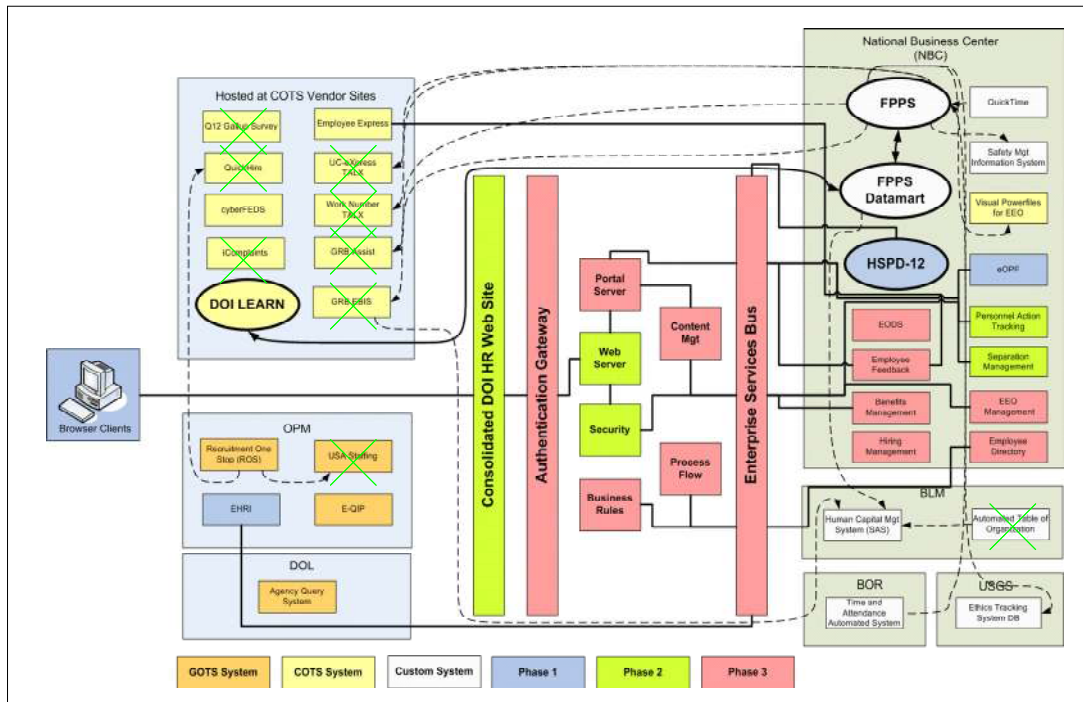 National Business Center
(NBC)
Hosted at COTS Vendor Sites
Q12 Gallup Survey
Employee Express
FPPS
QuickTime
QuickHire
UC-eXpress
TALX
Safety Mgt
Information System
cyberFEDS
Work Number
TALX
FPPS
Datamart
Visual Powerfiles
for EEO
iComplaints
GRB Assist
HSPD-12
eOPF
DOI LEARN
GRB EBIS
Consolidated DOI HR Web Site
Authentication Gateway
Portal
Server
Content
Mgt
Web
Server
Security
Process
Flow
Business
Rules
Enterprise Services Bus
EODS
Personnel Action
Tracking
Employee
Feedback
Separation
Management
Benefits
Management
EEO
Management
Hiring
Management
Employee
Directory
Browser Clients
OPM
Recruitment One
Stop (ROS)
USA Staffing
EHRI
E-QIP
BLM
Human Capital Mgt
System (SAS)
Automated Table of
Organization
DOL
Agency Query
System
BOR
Time and
Attendance
Automated System
USGS
Ethics Tracking
System DB
GOTS System
COTS System
Custom System
Phase 1
Phase 2
Phase 3